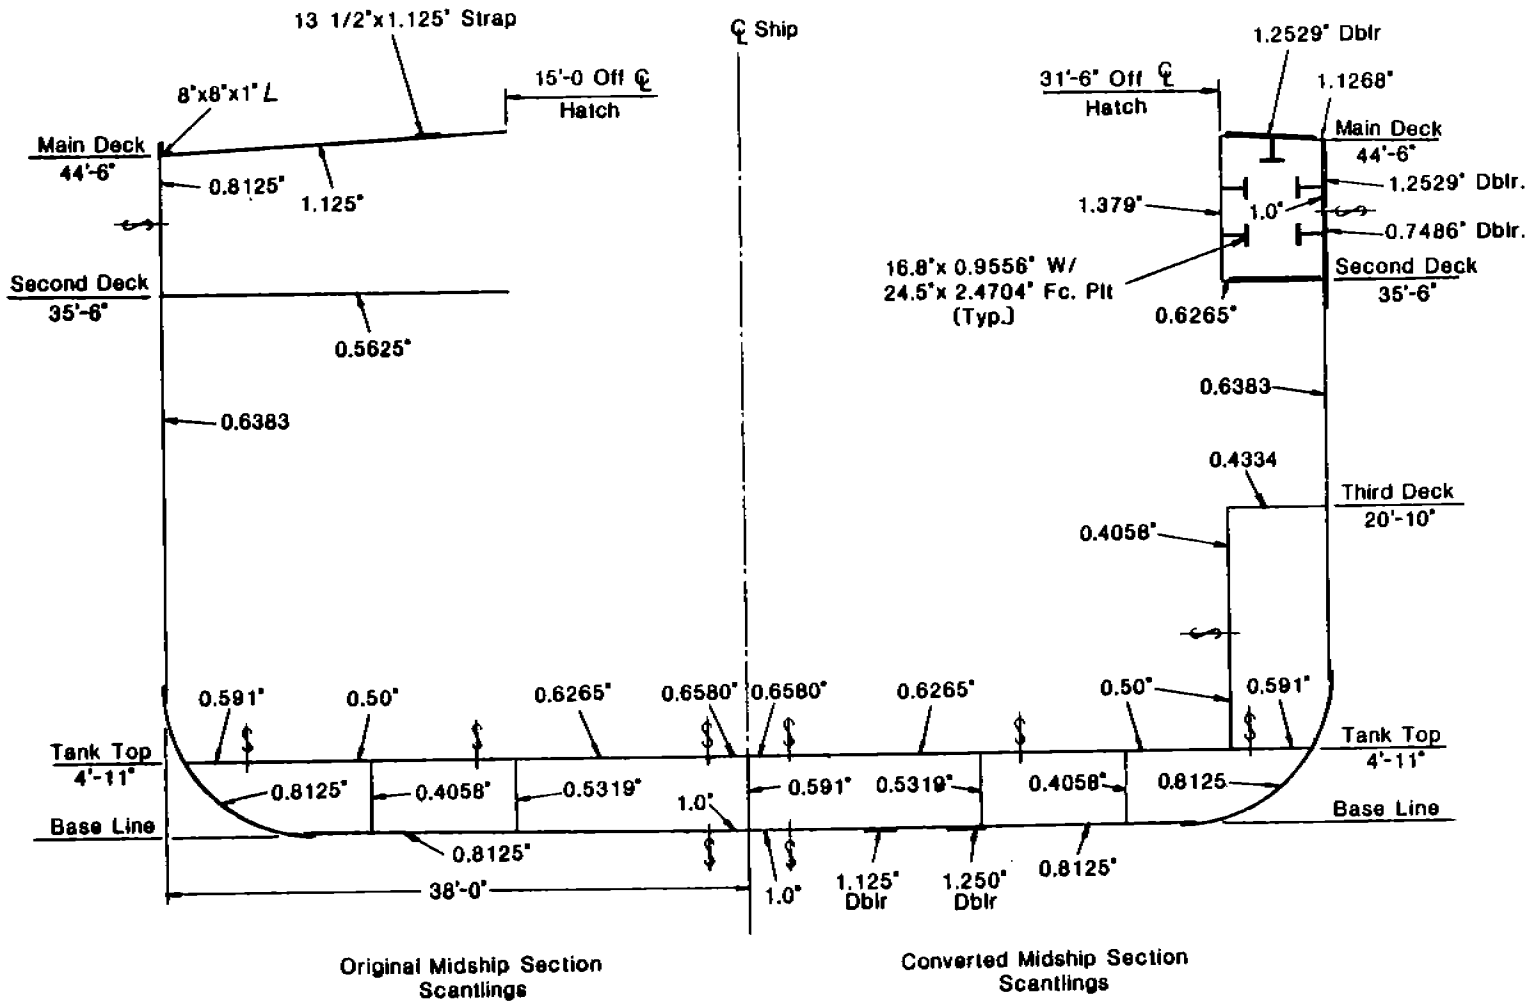 13 1/2"x1.125" Strap
℄ Ship
1.2529" Dblr
8"x8"x1" L
15'-0 Off ℄
Hatch
31'-6" Off ℄
Hatch
1.1268"
Main Deck
44'-6"
Main Deck
44'-6"
0.8125"
1.125"
1.379"
1.0"
1.2529" Dblr.
0.7486" Dblr.
Second Deck
35'-6"
16.8"x 0.9556" W/
24.5"x 2.4704" Fc. Plt
(Typ.)
Second Deck
35'-6"
0.6265"
0.5625"
0.6383
0.6383
0.4334
Third Deck
20'-10"
0.4058"
0.591"
0.50"
0.6265"
0.6580"
0.6580"
0.6265"
0.50"
0.591"
Tank Top
4'-11"
Tank Top
4'-11"
0.8125"
0.4058"
0.5319"
1.0"
0.591"
0.5319"
0.4058"
0.8125
Base Line
Base Line
0.8125"
38'-0"
1.0"
1.125"
Dblr
1.250"
Dblr
0.8125"
Original Midship Section
Scantlings
Converted Midship Section
Scantlings